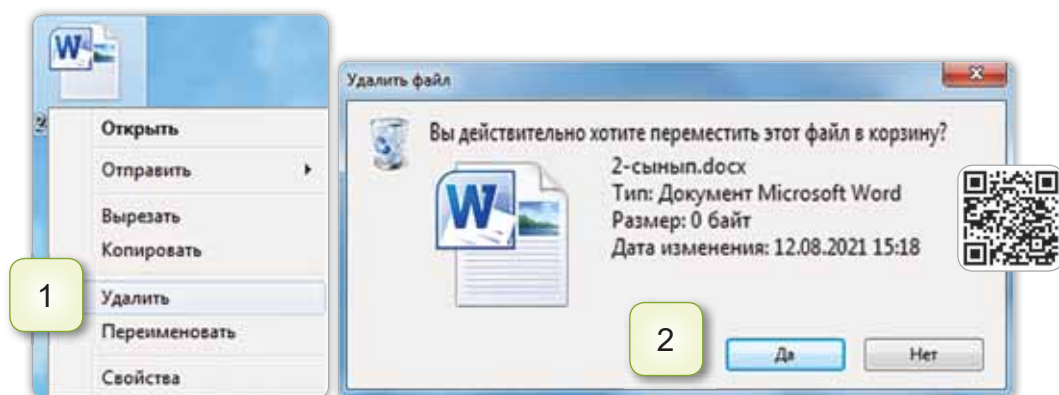 W
Открыть
Отправить
Вырезать
Копировать
1
Удалить
Переименовать
Свойства
Удалить файл
Вы действительно хотите переместить этот файл в корзину?
W
2-сынып.docx
Тип: Документ Microsoft Word
Размер: 0 байт
Дата изменения: 12.08.2021 15:18
2
Да
Нет